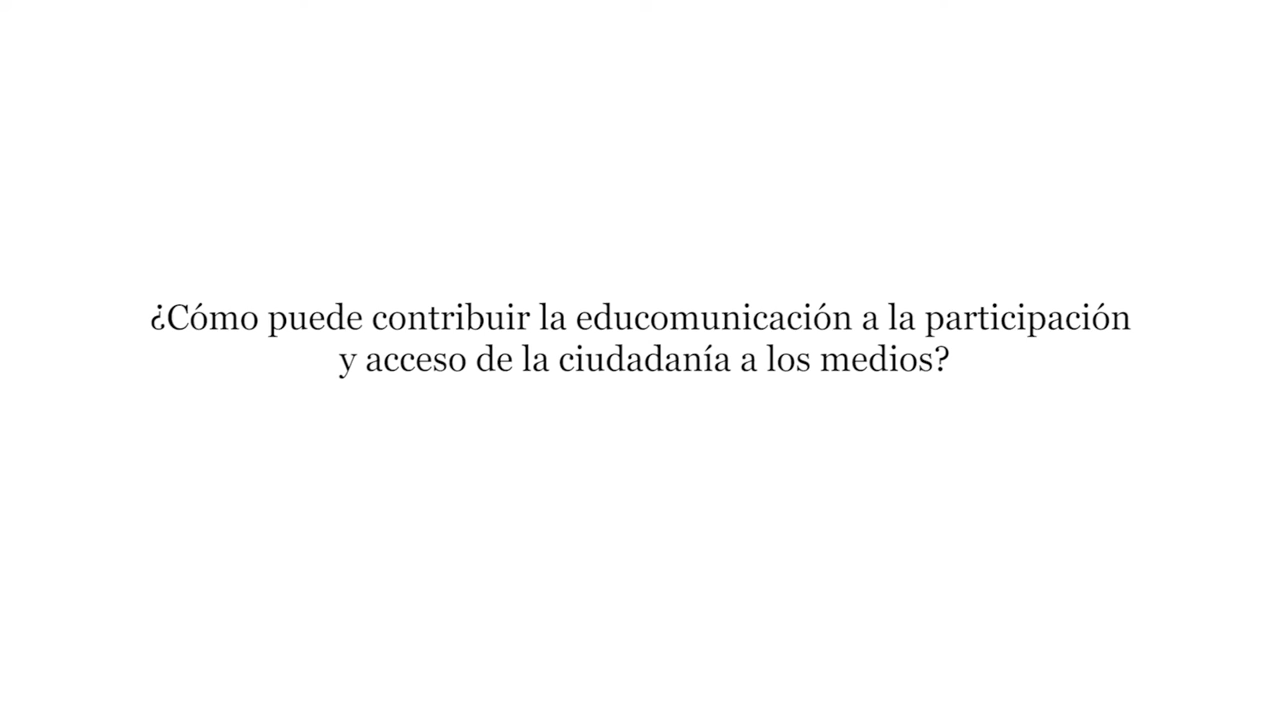 ¿Cómo puede contribuir la educomunicación a la participación
y acceso de la ciudadanía a los medios?